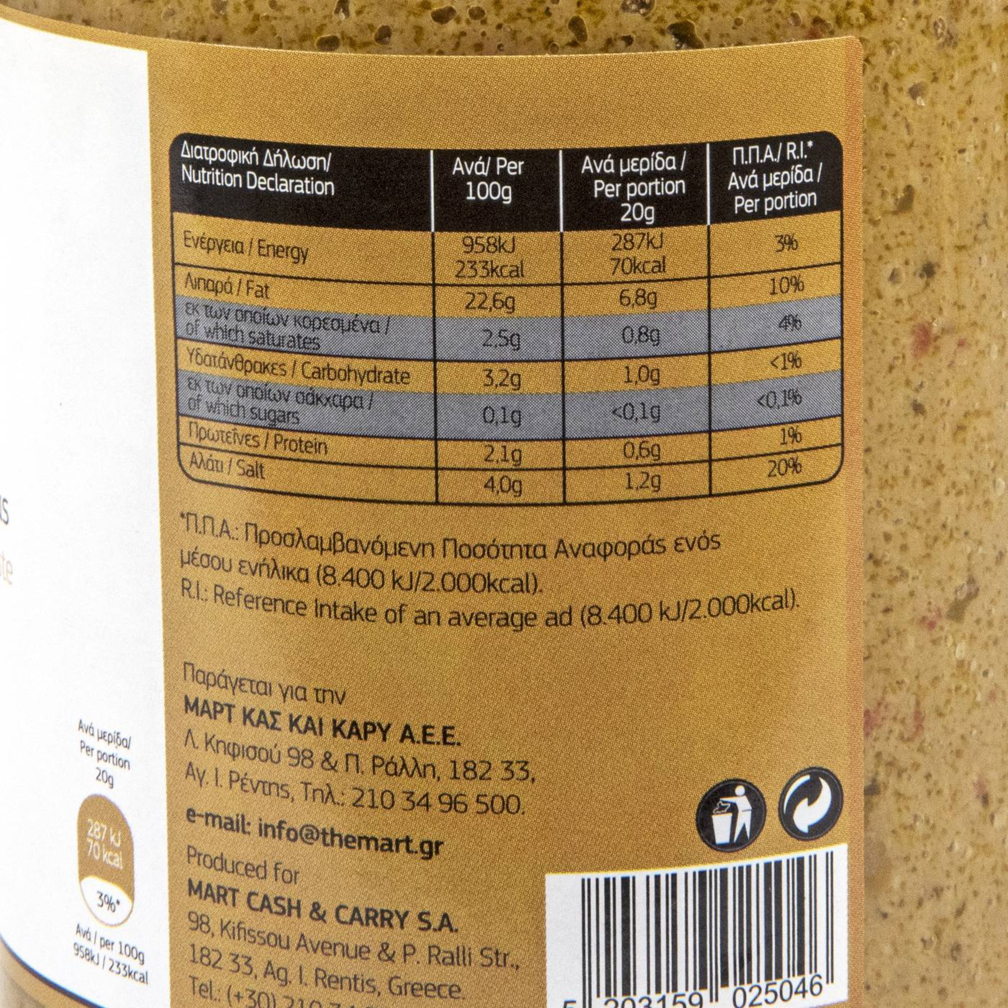 Διατροφική Δήλωση/
Nutrition Declaration
Ανά/ Per
100g
Ανά μερίδα /
Per portion
20g
Π.Π.Α./ R.I.*
Ανά μερίδα /
Per portion
Ενέργεια / Energy
958kJ
233kcal
287kJ
70kcal
3%
Λιπαρά / Fat
22,6g
6,8g
10%
εκ των οποίων κορεσμένα /
of which saturates
2,5g
0,8g
4%
Υδατάνθρακες / Carbohydrate
3,2g
1,0g
<1%
εκ των οποίων σάκχαρα /
of which sugars
0,1g
<0,1g
<0,1%
Πρωτεΐνες / Protein
2,1g
0,6g
1%
Αλάτι / Salt
4,0g
1,2g
20%
*Π.Π.Α.: Προσλαμβανόμενη Ποσότητα Αναφοράς ενός
μέσου ενήλικα (8.400 kJ/2.000kcal).
R.I.: Reference Intake of an average ad (8.400 kJ/2.000kcal).
Παράγεται για την
ΜΑΡΤ ΚΑΣ ΚΑΙ ΚΑΡΥ Α.Ε.Ε.
Λ. Κηφισού 98 & Π. Ράλλη, 182 33,
Αγ. Ι. Ρέντης, Τηλ.: 210 34 96 500.
e-mail: info@themart.gr
Produced for
MART CASH & CARRY S.A.
98, Kifissou Avenue & P. Ralli Str.,
182 33, Ag. I. Rentis, Greece.
Tel.: (+30) 210
Ανά μερίδα/
Per portion
20g
287 kJ
70 kcal
3%*
Ανά / per 100g
958kJ / 233kcal
5 203159 025046